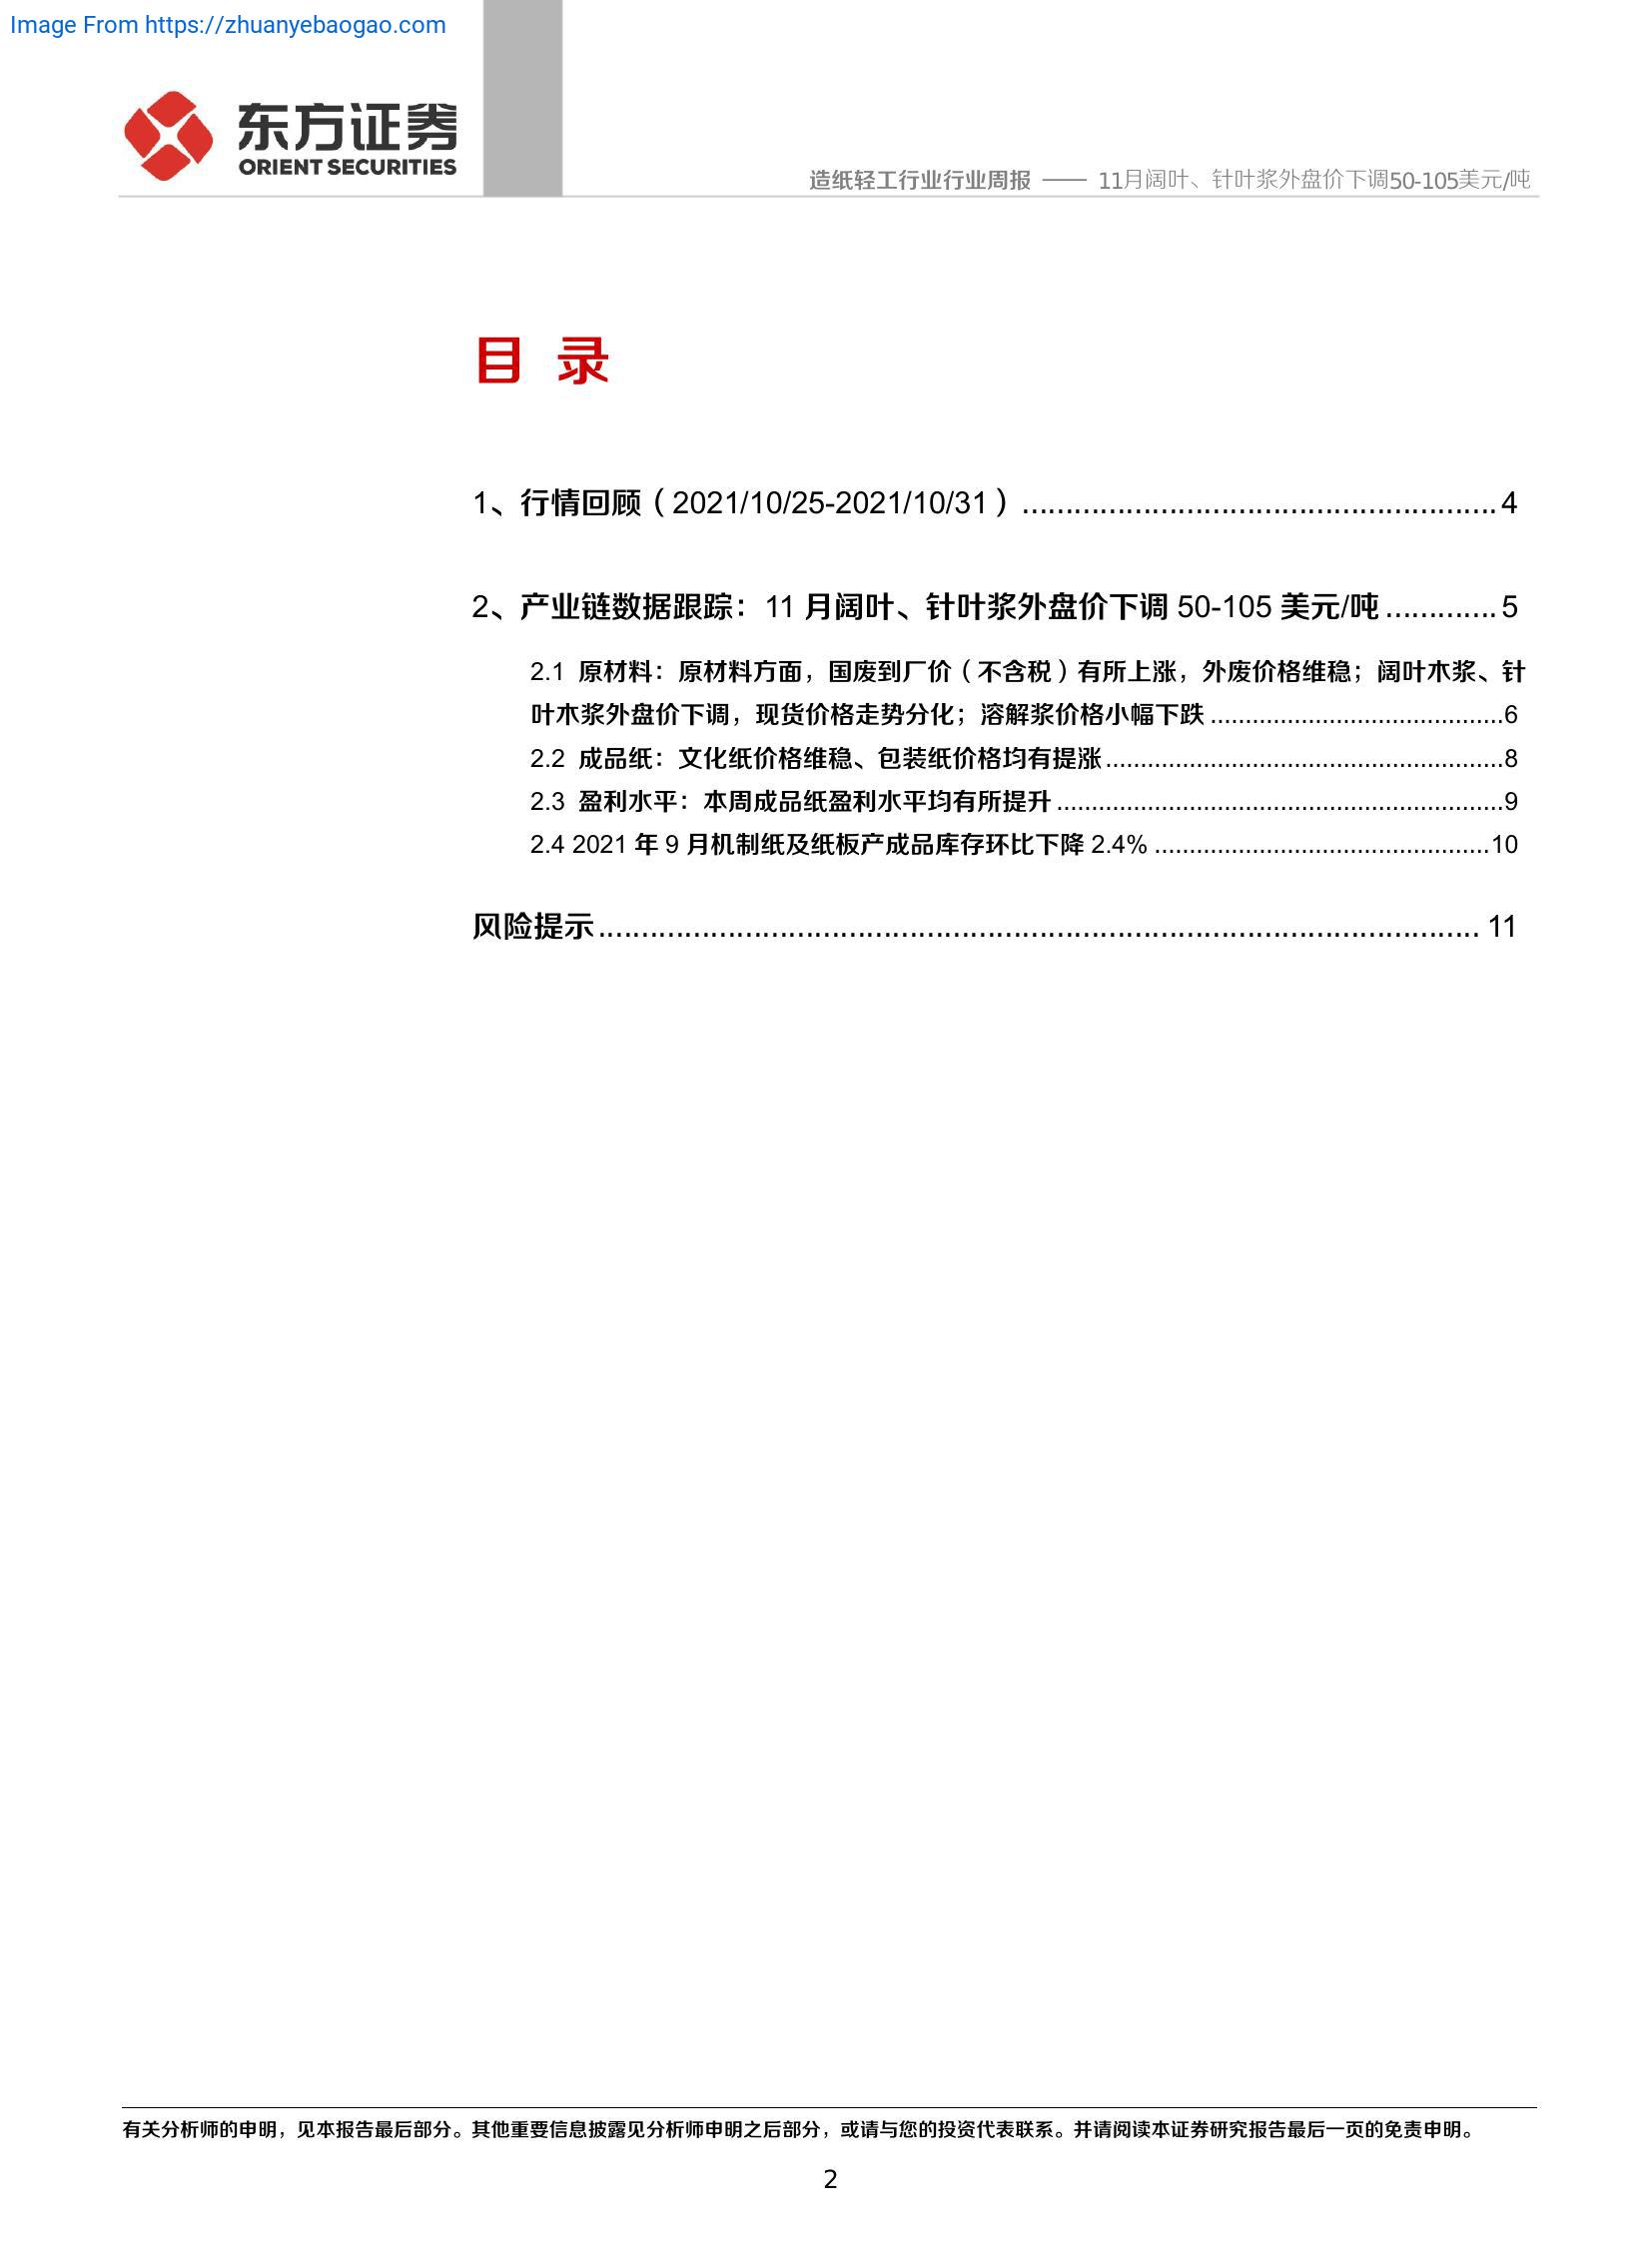 Image From https://zhuanyebaogao.com
东方证券
ORIENT SECURITIES
造纸轻工行业行业周报 —— 11月阔叶、针叶浆外盘价下调50-105美元/吨
目 录
1、行情回顾（2021/10/25-2021/10/31）......................................................4
2、产业链数据跟踪：11 月阔叶、针叶浆外盘价下调 50-105 美元/吨.............5
2.1 原材料：原材料方面，国废到厂价（不含税）有所上涨，外废价格维稳；阔叶木浆、针
叶木浆外盘价下调，现货价格走势分化；溶解浆价格小幅下跌..........................................6
2.2 成品纸：文化纸价格维稳、包装纸价格均有提涨.........................................................8
2.3 盈利水平：本周成品纸盈利水平均有所提升................................................................9
2.4 2021 年 9 月机制纸及纸板产成品库存环比下降 2.4%................................................10
风险提示......................................................................................................11
有关分析师的申明，见本报告最后部分。其他重要信息披露见分析师申明之后部分，或请与您的投资代表联系。并请阅读本证券研究报告最后一页的免责申明。
2